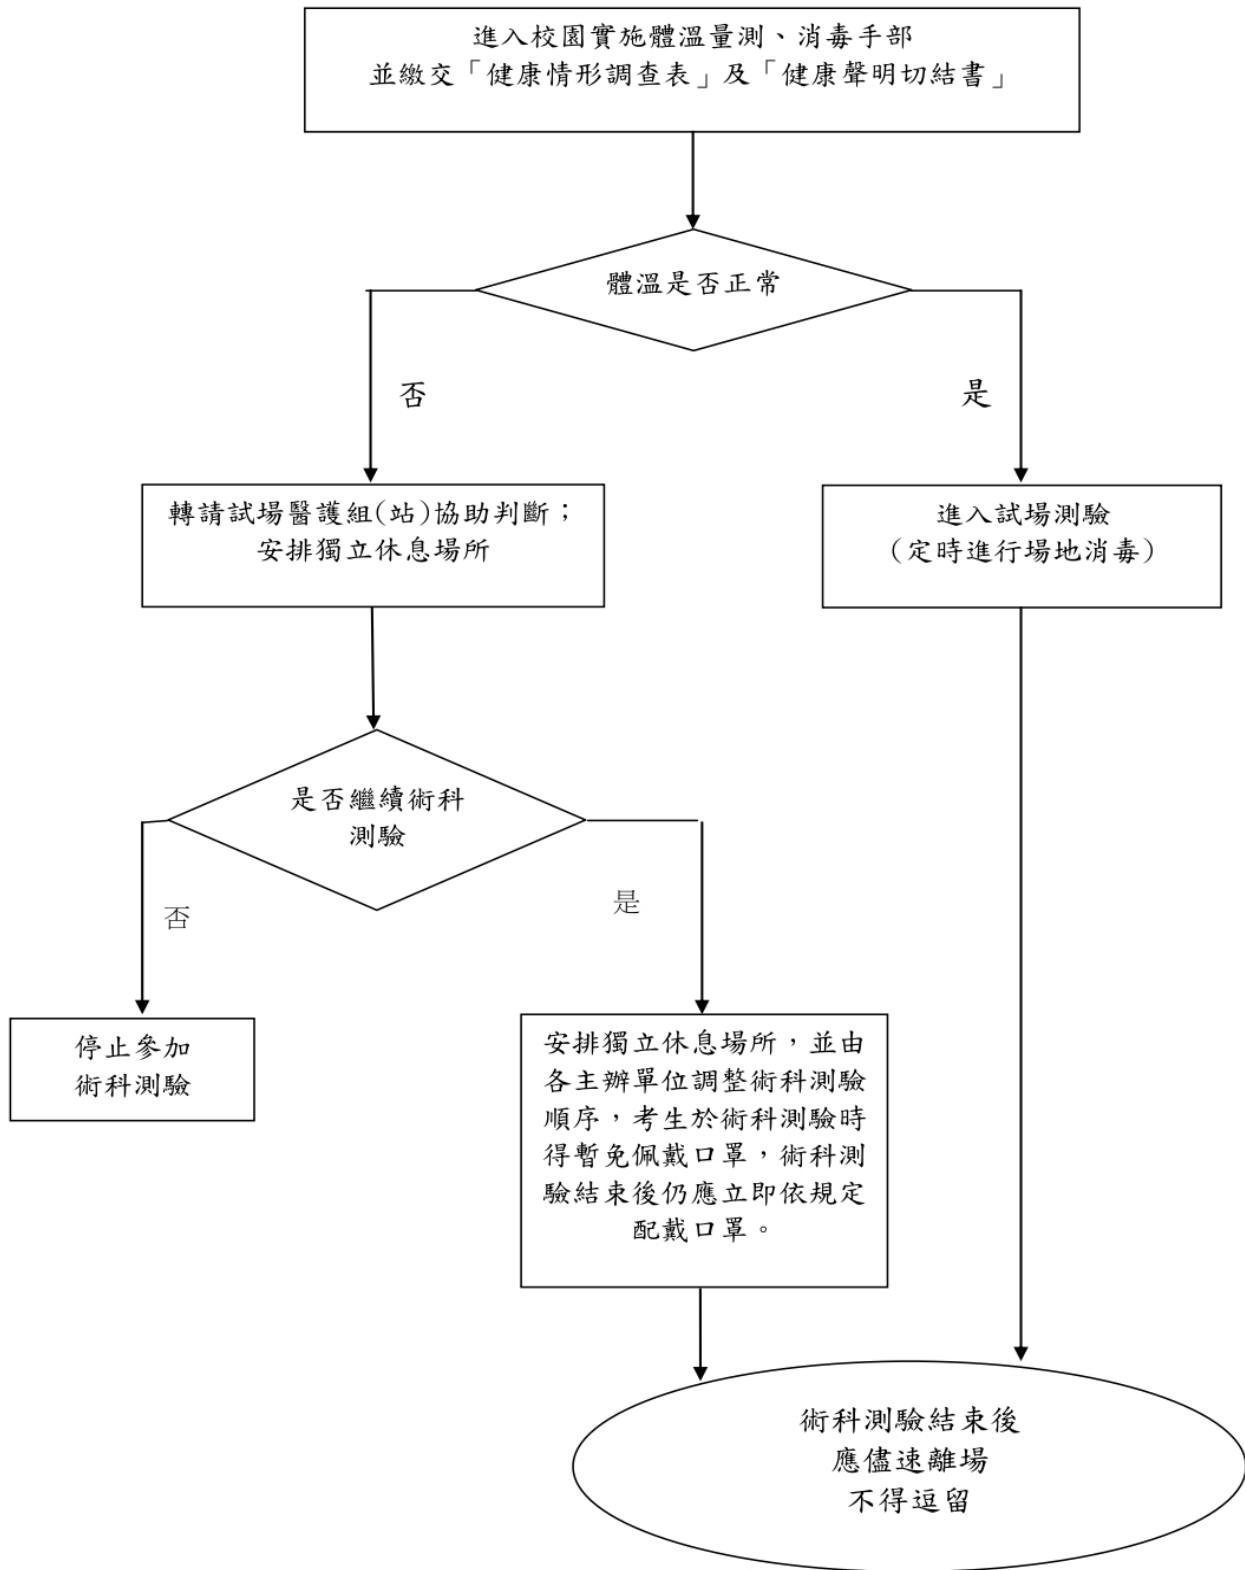 進入校園實施體溫量測、消毒手部
並繳交「健康情形調查表」及「健康聲明切結書」
體溫是否正常
否
是
轉請試場醫護組(站)協助判斷；
安排獨立休息場所
進入試場測驗
（定時進行場地消毒）
是否繼續術科
測驗
否
是
停止參加
術科測驗
安排獨立休息場所，並由
各主辦單位調整術科測驗
順序，考生於術科測驗時
得暫免佩戴口罩，術科測
驗結束後仍應立即依規定
配戴口罩。
術科測驗結束後
應儘速離場
不得逗留